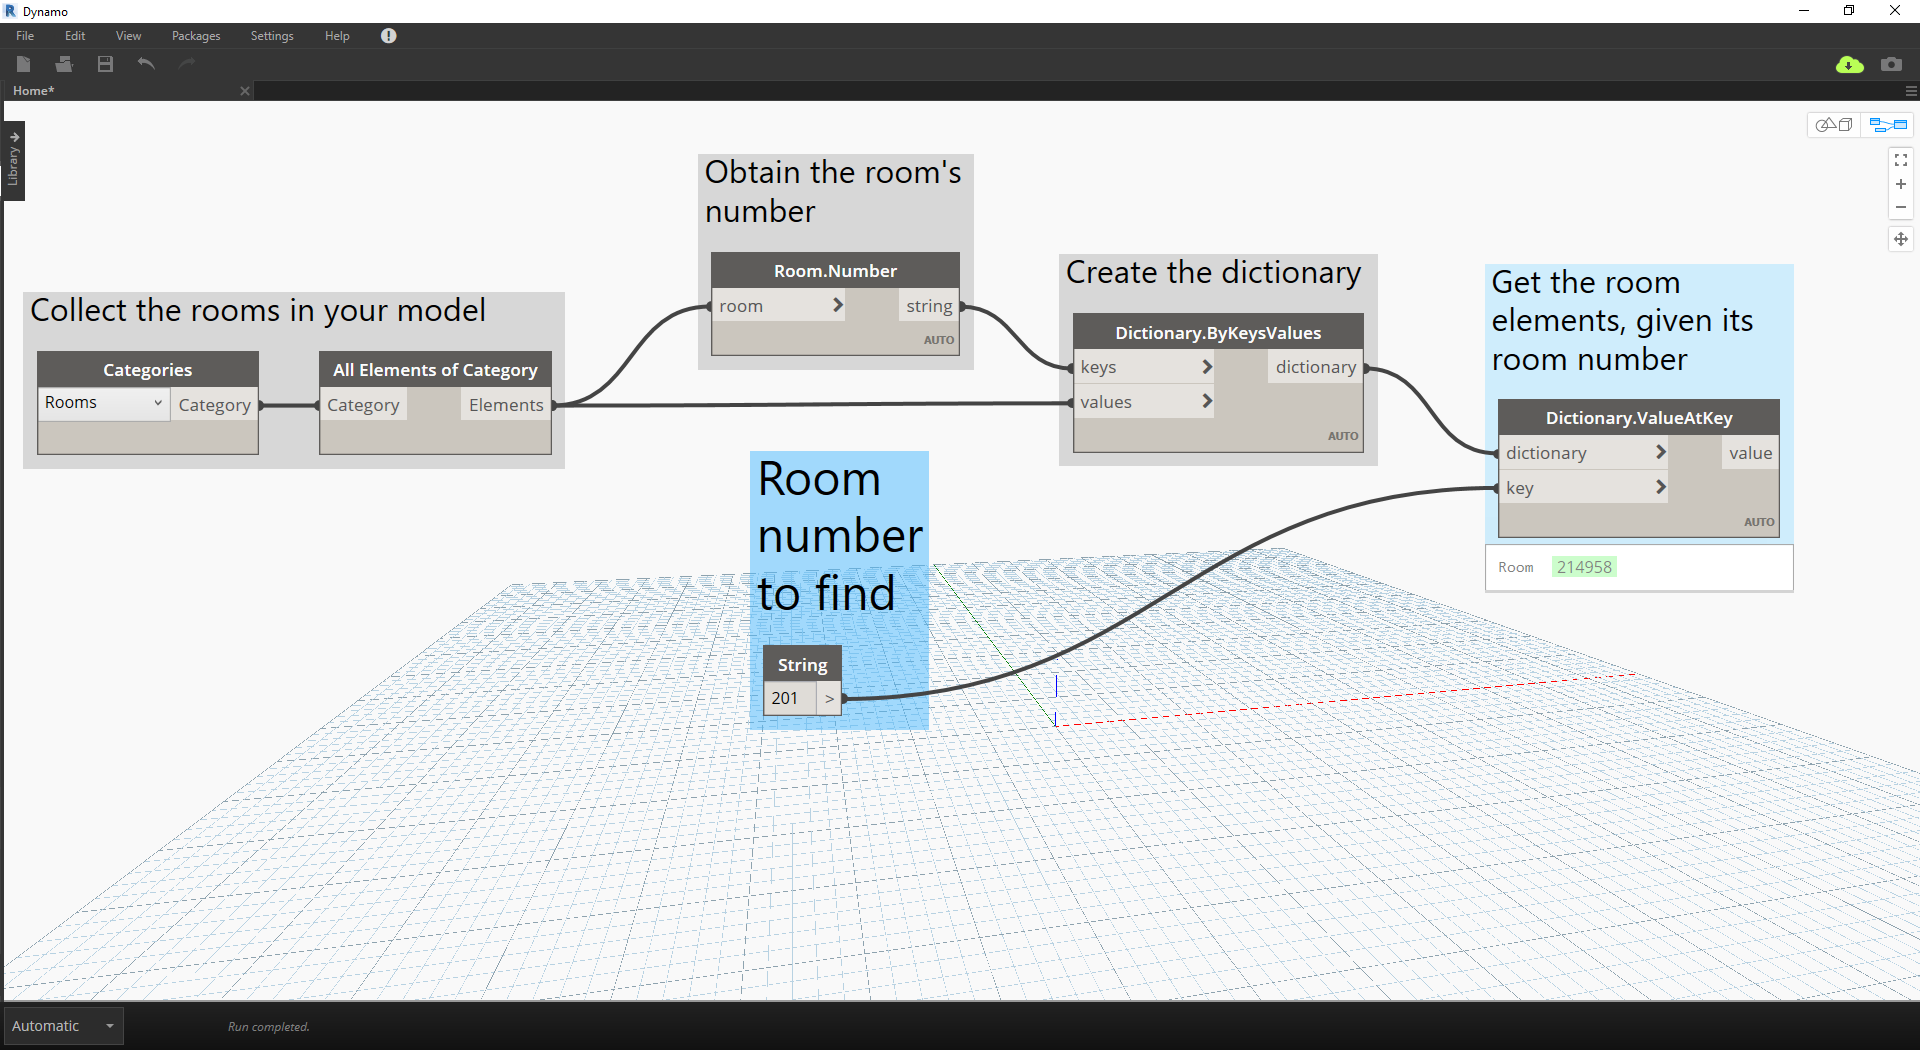 Dynamo
File Edit View Packages Settings Help
Home*
Library
Obtain the room's
number
Room.Number
room > string
AUTO
Create the dictionary
Dictionary.ByKeysValues
keys > dictionary
values >
AUTO
Get the room
elements, given its
room number
Dictionary.ValueAtKey
dictionary > value
key >
AUTO
Room 214958
Collect the rooms in your model
Categories
Rooms Category
All Elements of Category
Category Elements
Room
number
to find
String
201 >
Automatic
Run completed.